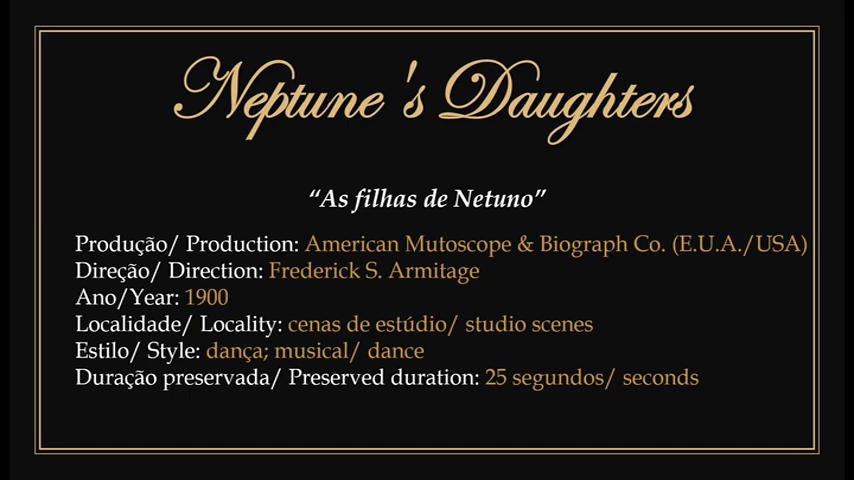 Neptune's Daughters
“As filhas de Netuno”
Produção/ Production: American Mutoscope & Biograph Co. (E.U.A./USA)
Direção/ Direction: Frederick S. Armitage
Ano/Year: 1900
Localidade/ Locality: cenas de estúdio/ studio scenes
Estilo/ Style: dança; musical/ dance
Duração preservada/ Preserved duration: 25 segundos/ seconds